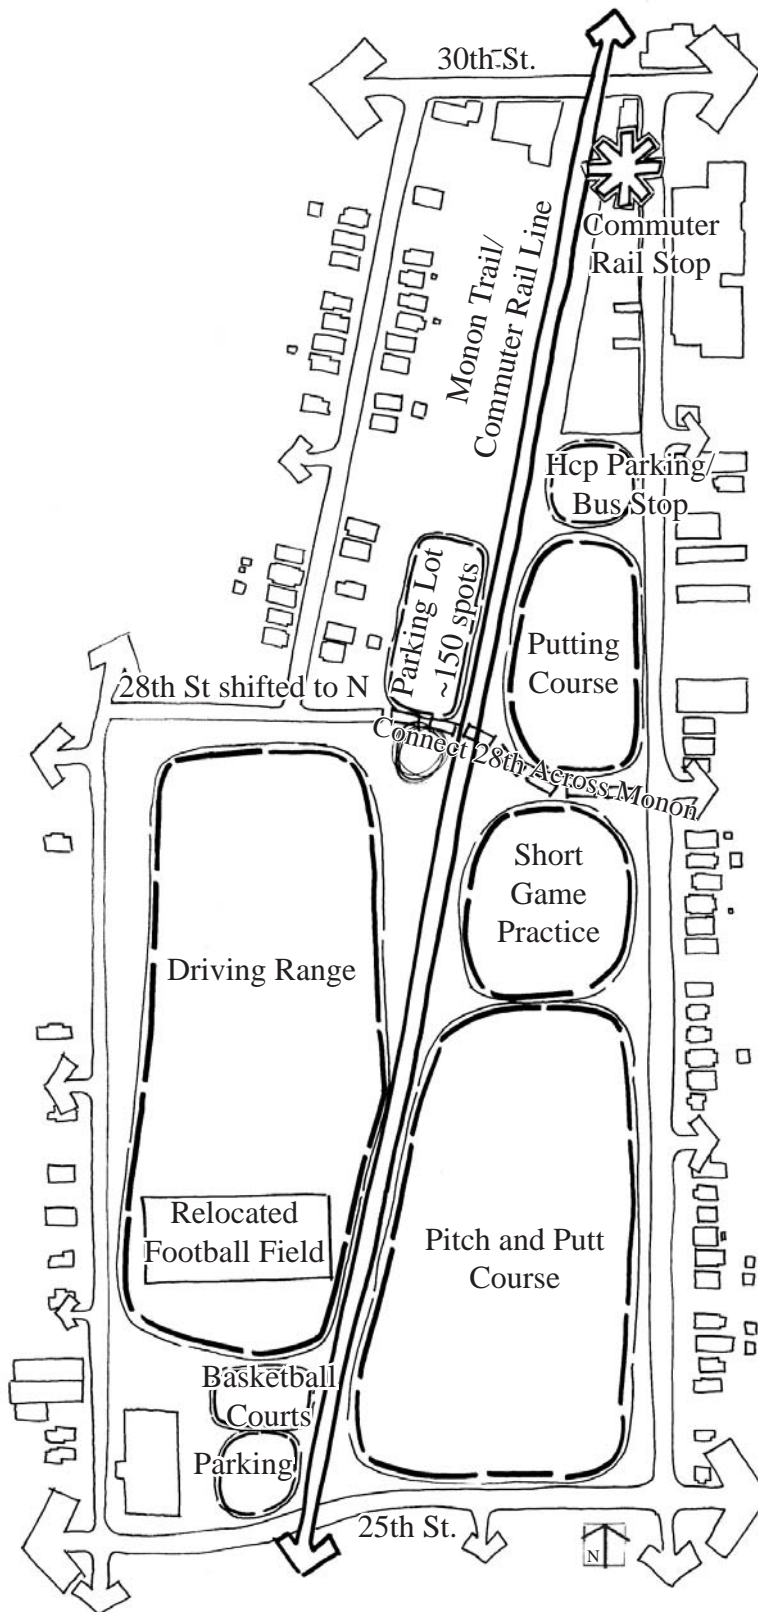 30th St.
Commuter
Rail Stop
Monon Trail/
Commuter Rail Line
Hcp Parking/
Bus Stop
Parking Lot
~150 spots
Putting
Course
28th St shifted to N
Connect 28th Across Monon
Short
Game
Practice
Driving Range
Relocated
Football Field
Pitch and Putt
Course
Basketball
Courts
Parking
25th St.
N